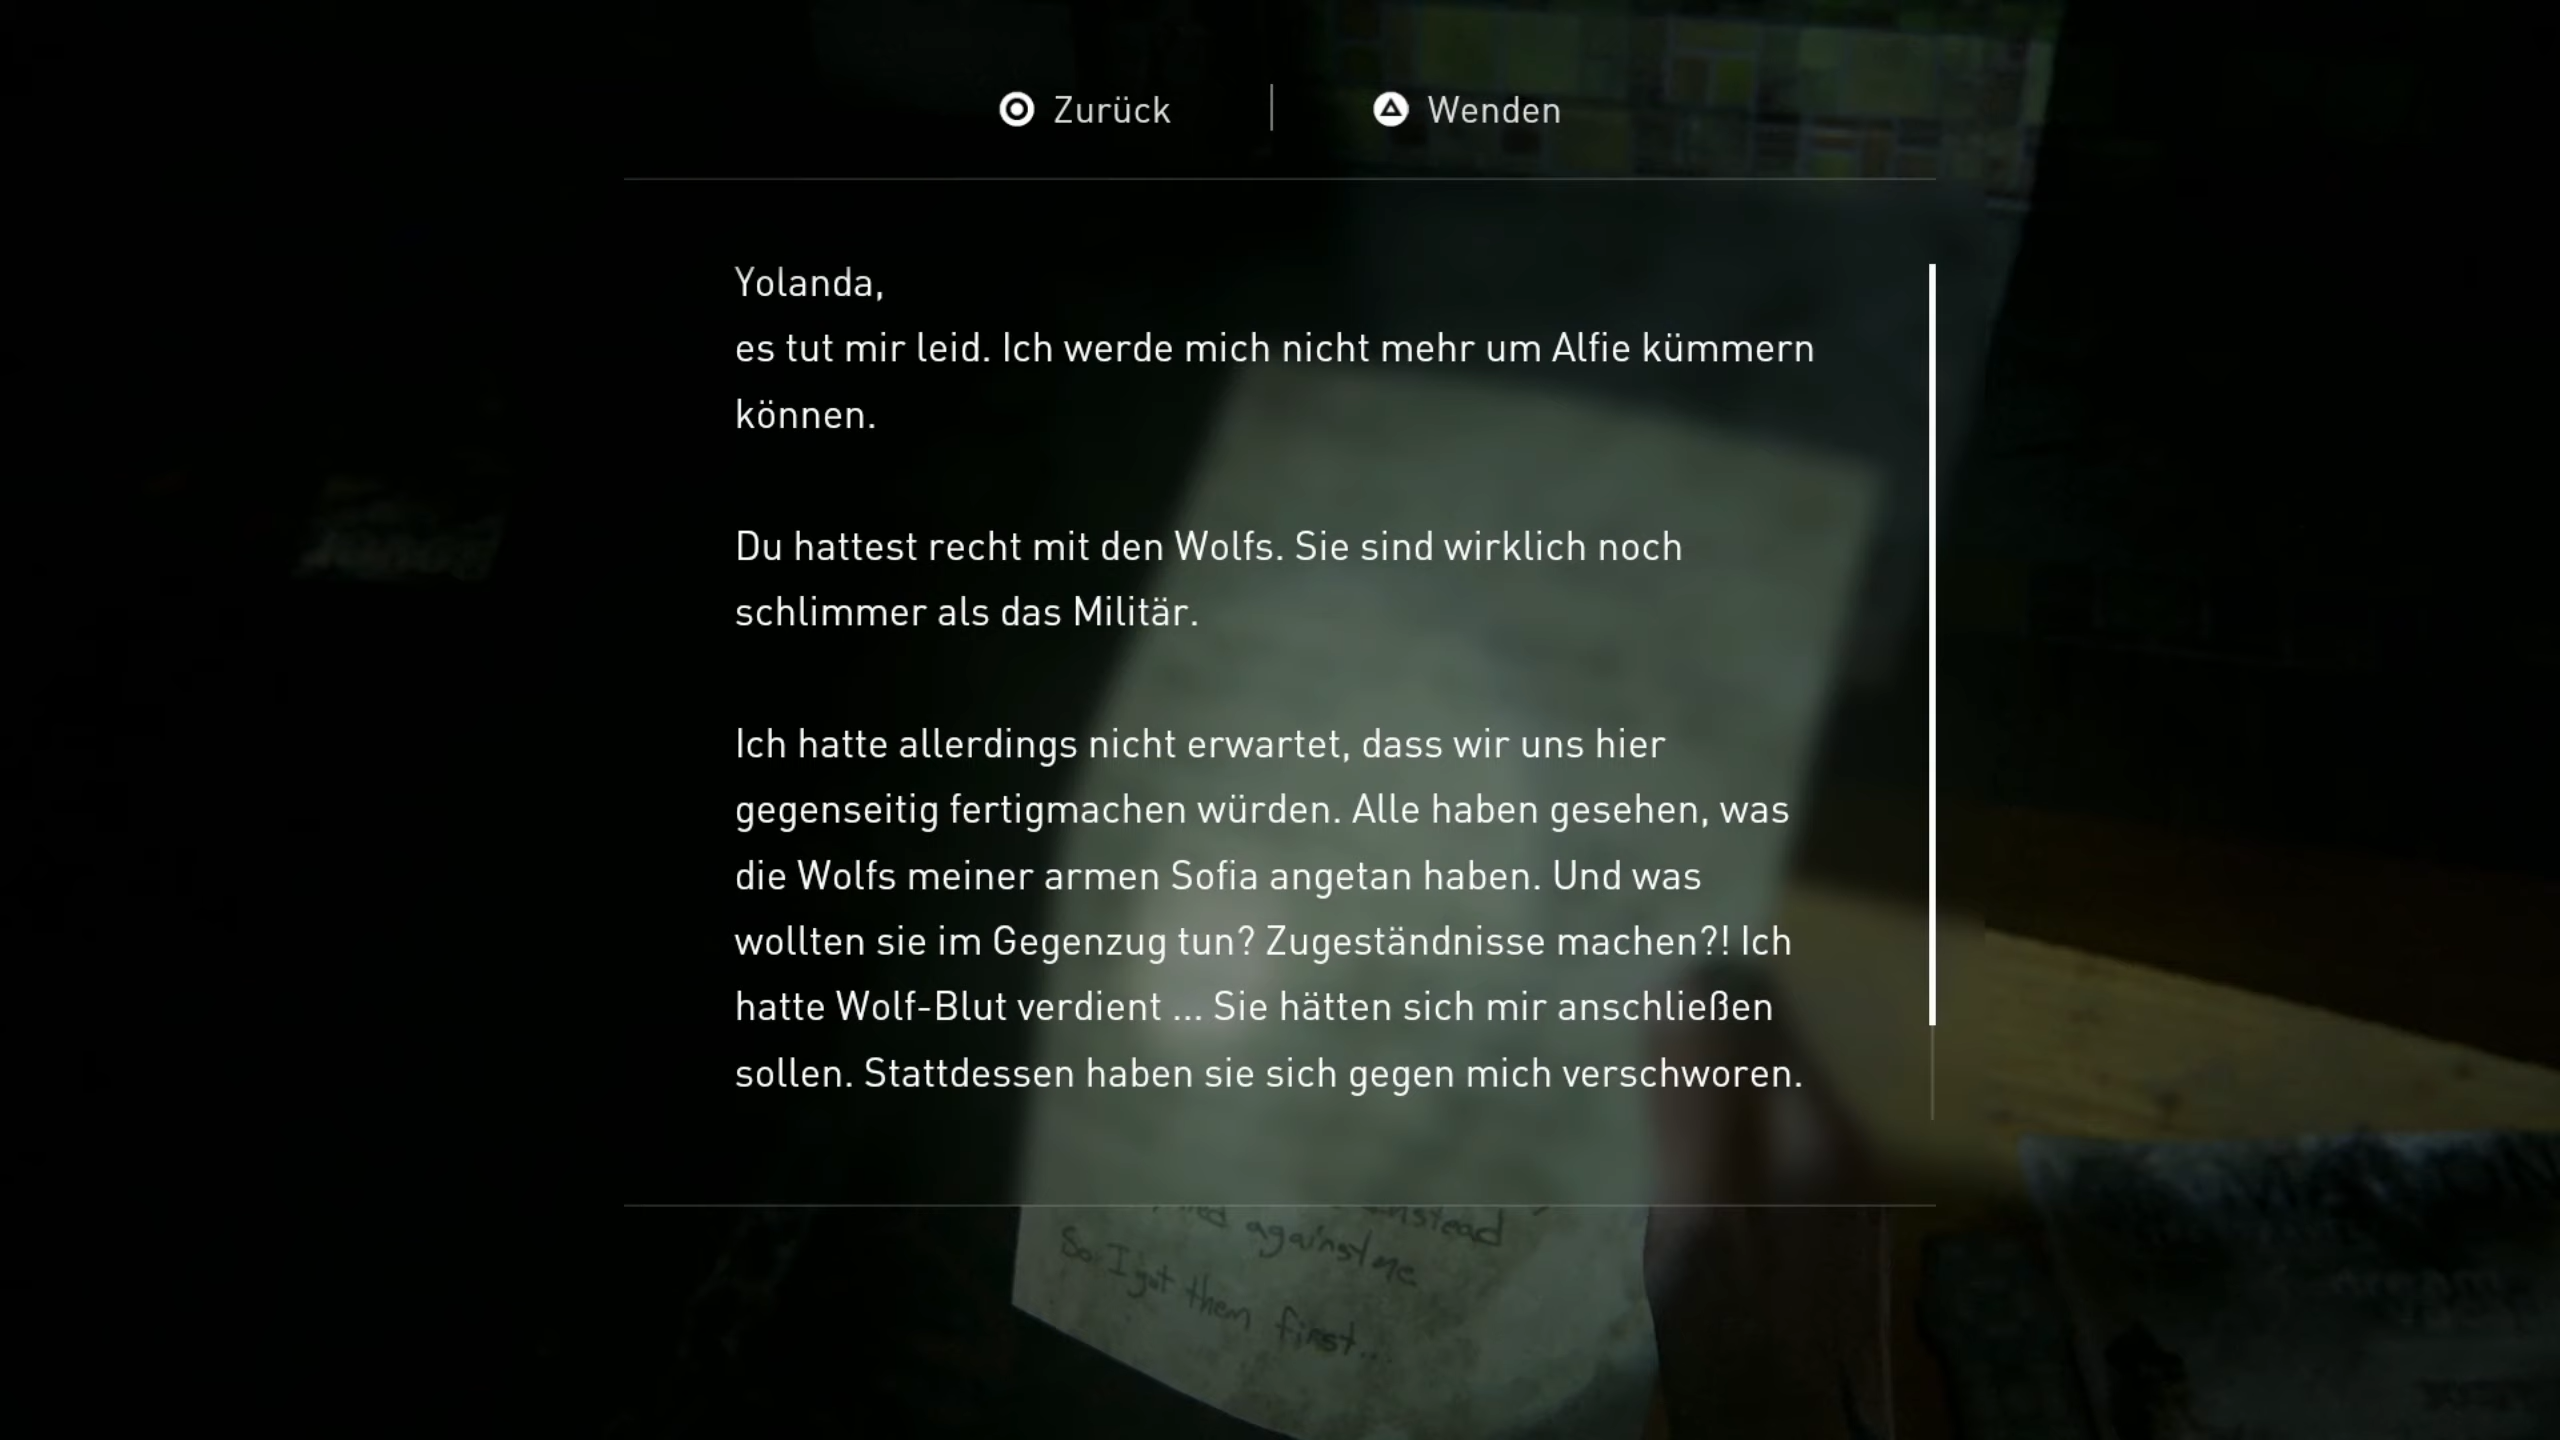 Zurück
Wenden
Yolanda,
es tut mir leid. Ich werde mich nicht mehr um Alfie kümmern
können.
Du hattest recht mit den Wolfs. Sie sind wirklich noch
schlimmer als das Militär.
Ich hatte allerdings nicht erwartet, dass wir uns hier
gegenseitig fertigmachen würden. Alle haben gesehen, was
die Wolfs meiner armen Sofia angetan haben. Und was
wollten sie im Gegenzug tun? Zugeständnisse machen?! Ich
hatte Wolf-Blut verdient ... Sie hätten sich mir anschließen
sollen. Stattdessen haben sie sich gegen mich verschworen.
instead
against me
So I got them first...